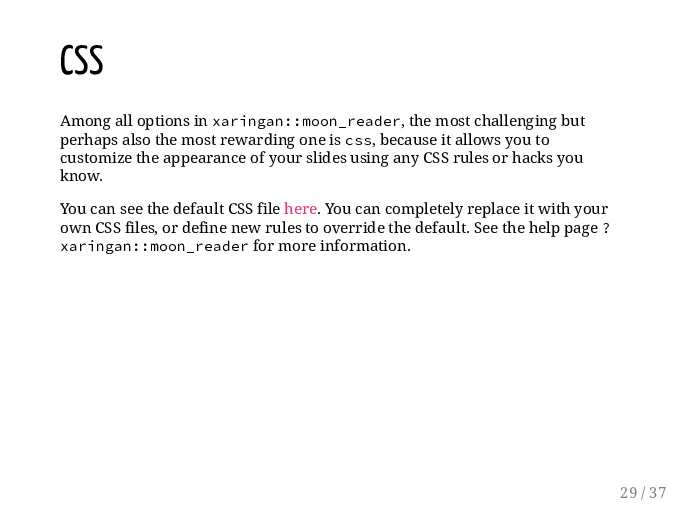 CSS
Among all options in xaringan::moon_reader, the most challenging but
perhaps also the most rewarding one is css, because it allows you to
customize the appearance of your slides using any CSS rules or hacks you
know.
You can see the default CSS file here. You can completely replace it with your
own CSS files, or define new rules to override the default. See the help page ?
xaringan::moon_reader for more information.
29 / 37